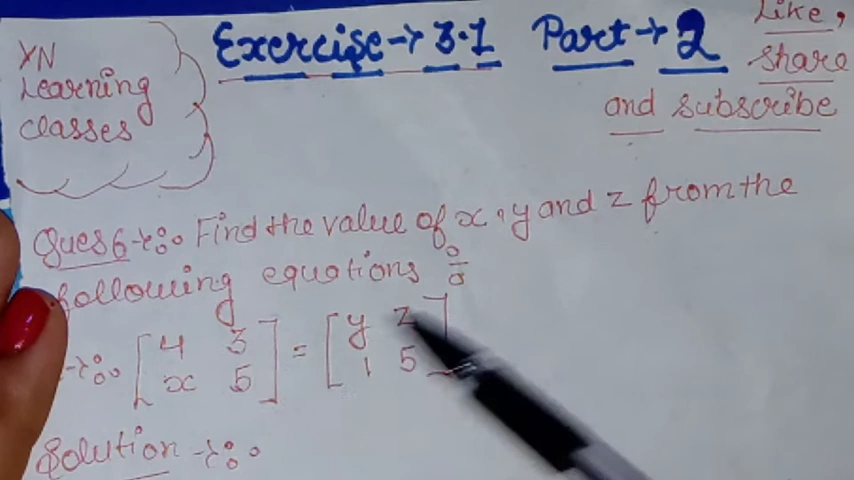 YN
Learning
classes
Exercise→3.1 Part→2
Like,
share
and subscribe
Ques6→ Find the value of x, y and z from the
following equations
[4 3
x 5] = [y z
1 5]
Solution→